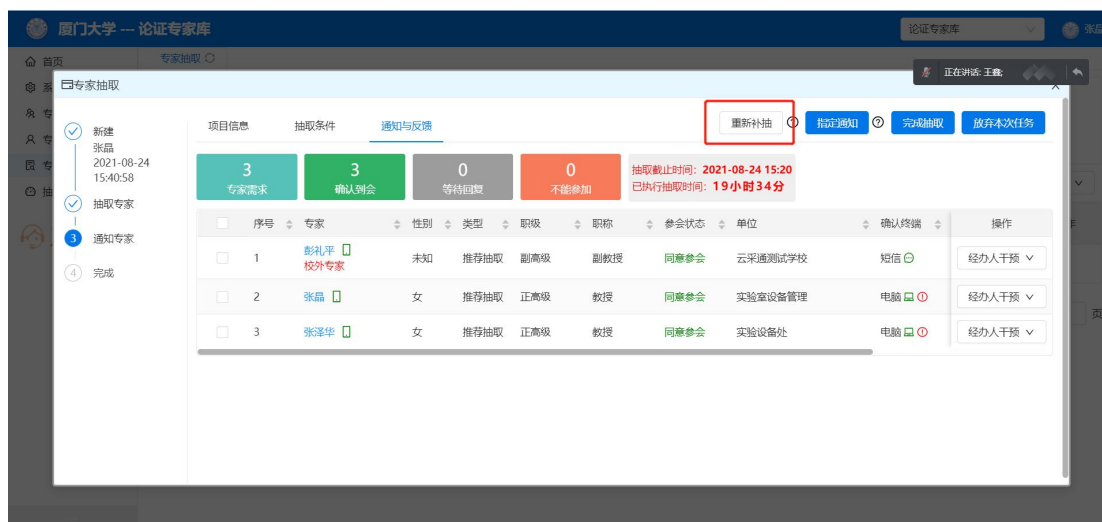 厦门大学 --- 论证专家库
论证专家库
张晶
首页
专家抽取
正在讲话: 王鑫;
专家抽取
新建
张晶
2021-08-24
15:40:58
抽取专家
3 通知专家
4 完成
项目信息 抽取条件 通知与反馈
重新补抽 指定通知 完成抽取 放弃本次任务
3 3 0 0
专家需求 确认到会 等待回复 不能参加
抽取截止时间: 2021-08-24 15:20
已执行抽取时间: 19小时34分
序号 专家 性别 类型 职级 职称 参会状态 单位 确认终端 操作
1 彭礼平 未知 推荐抽取 副高级 副教授 同意参会 云采通测试学校 短信 经办人干预
校外专家
2 张晶 女 推荐抽取 正高级 教授 同意参会 实验室设备管理 电脑 经办人干预
3 张泽华 女 推荐抽取 正高级 教授 同意参会 实验设备处 电脑 经办人干预
页